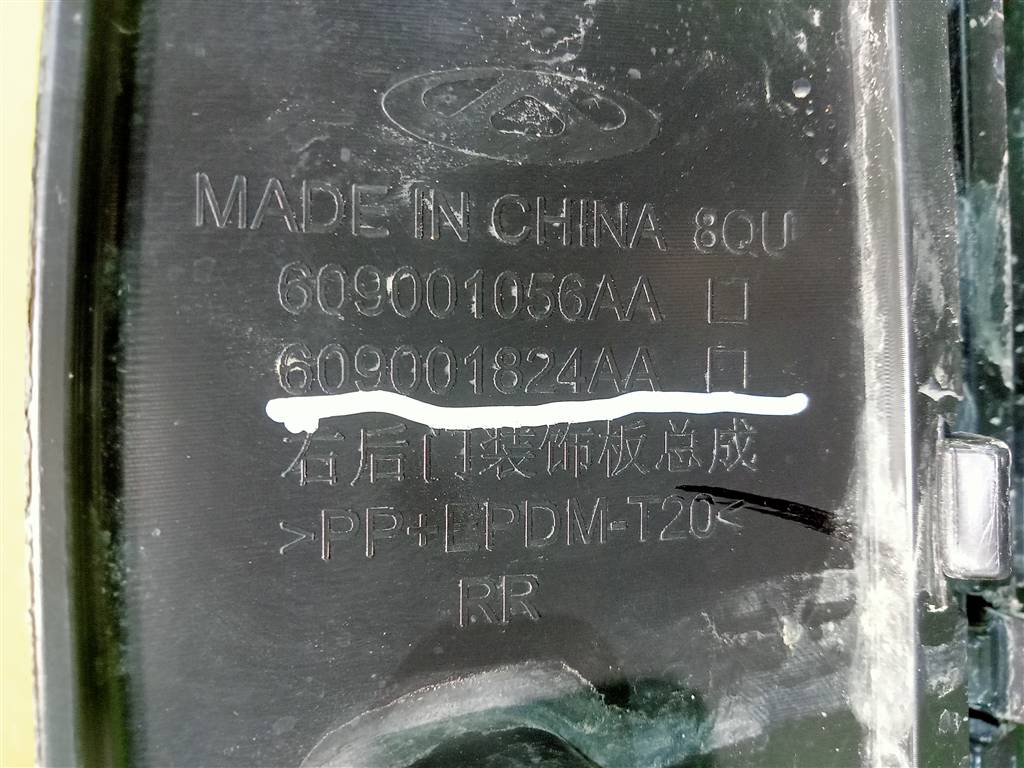 MADE IN CHINA 8QU
609001056AA □
609001824AA □
右后门装饰板总成
>PP+EPDM-T20<
RR